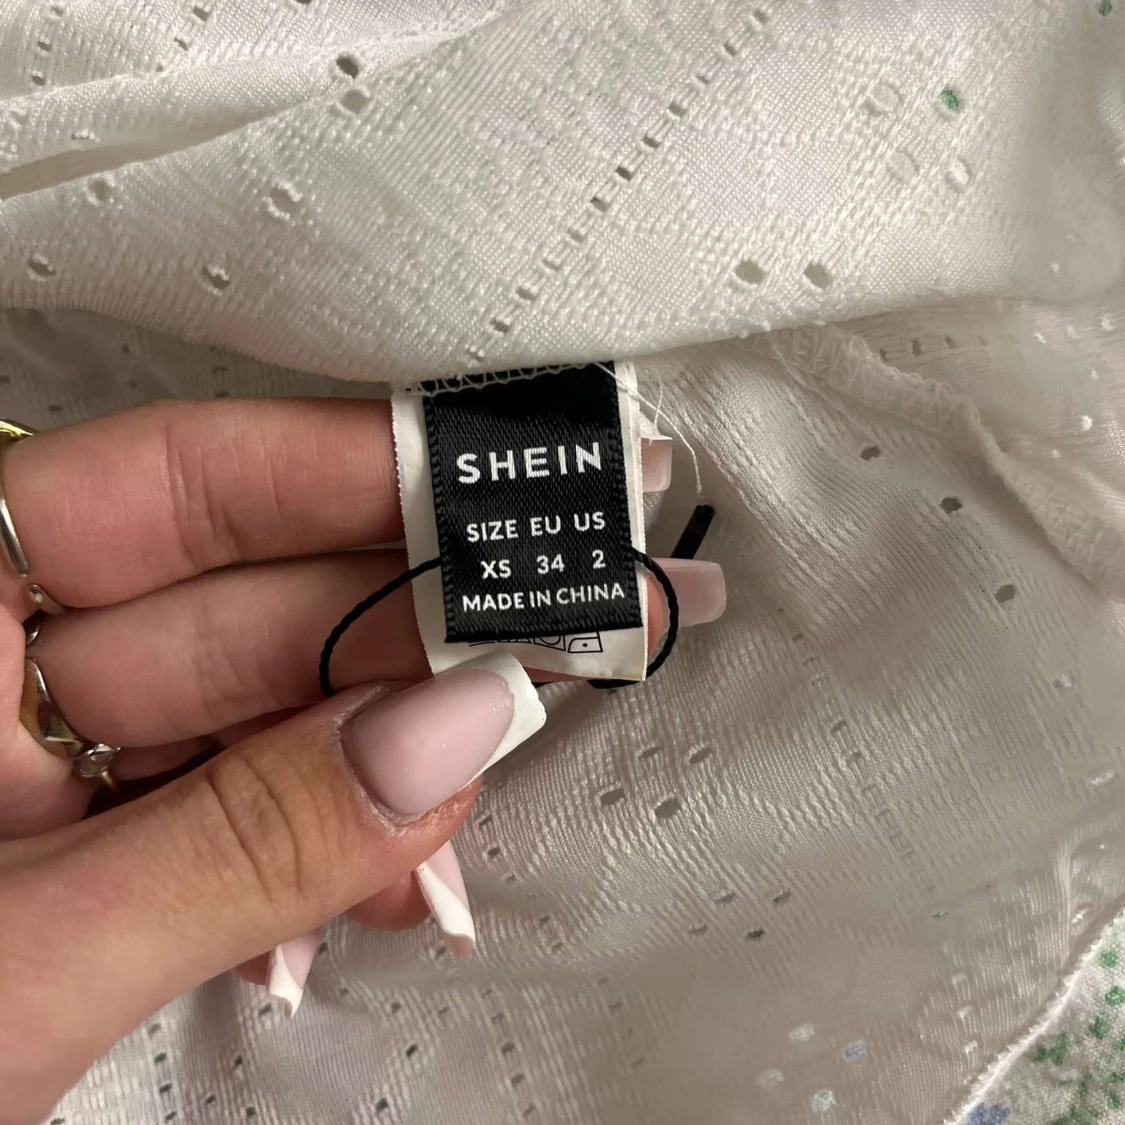 SHEIN
SIZE EU US
XS 34 2
MADE IN CHINA